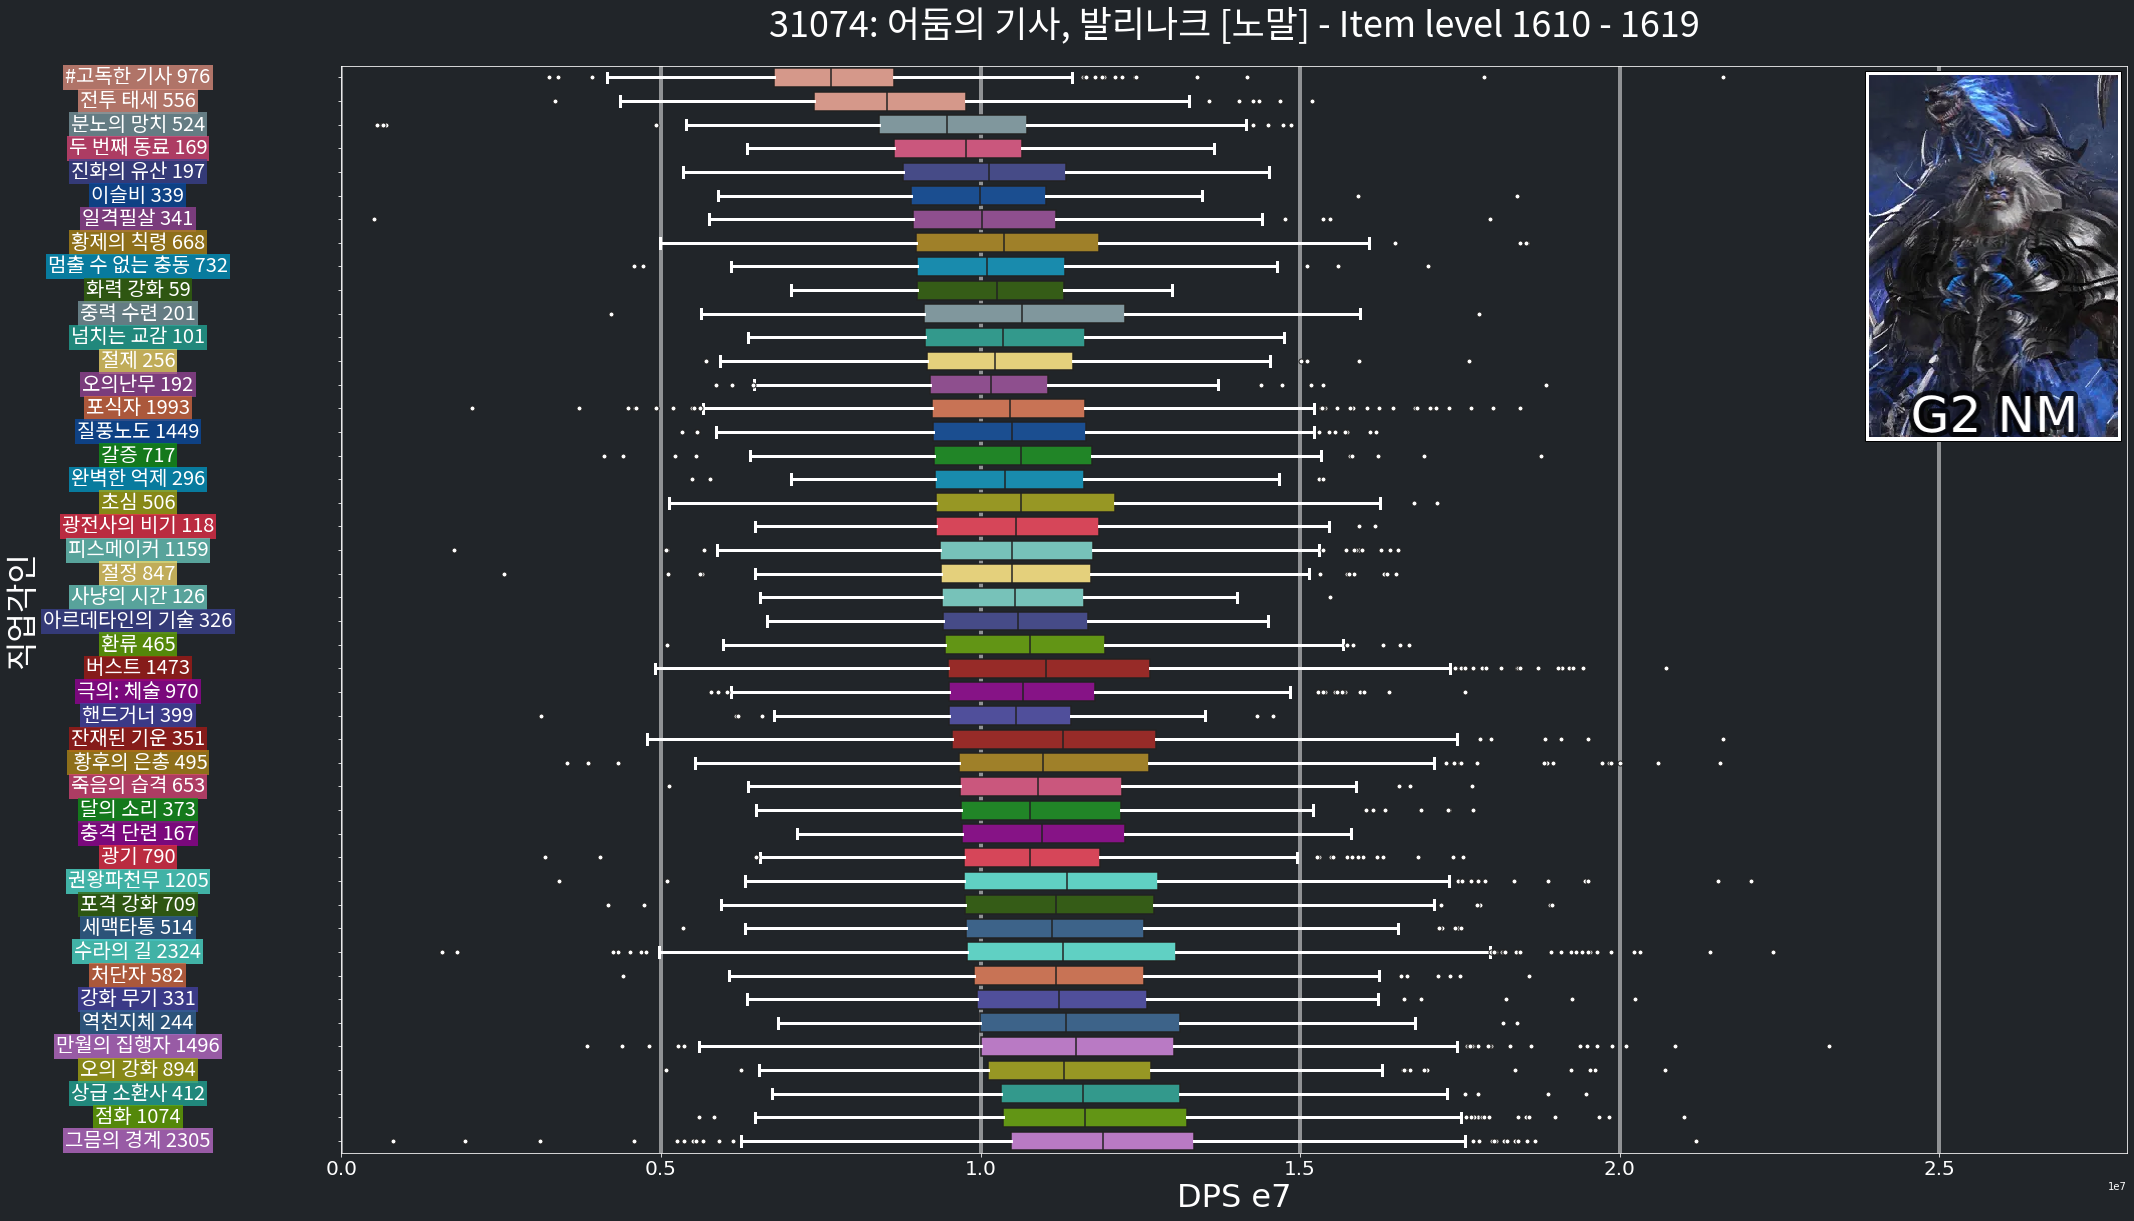 31074: 어둠의 기사, 발리나크 [노말] - Item level 1610 - 1619
#고독한 기사 976
전투 태세 556
분노의 망치 524
두 번째 동료 169
진화의 유산 197
이슬비 339
일격필살 341
황제의 칙령 668
멈출 수 없는 충동 732
화력 강화 59
중력 수련 201
넘치는 교감 101
절제 256
오의난무 192
포식자 1993
질풍노도 1449
갈증 717
완벽한 억제 296
초심 506
광전사의 비기 118
피스메이커 1159
절정 847
사냥의 시간 126
아르데타인의 기술 326
환류 465
버스트 1473
극의: 체술 970
핸드거너 399
잔재된 기운 351
황후의 은총 495
죽음의 습격 653
달의 소리 373
충격 단련 167
광기 790
권왕파천무 1205
포격 강화 709
세맥타통 514
수라의 길 2324
처단자 582
강화 무기 331
역천지체 244
만월의 집행자 1496
오의 강화 894
상급 소환사 412
점화 1074
그믐의 경계 2305
직업각인
G2 NM
0.0 0.5 1.0 1.5 2.0 2.5
DPS e7
1e7